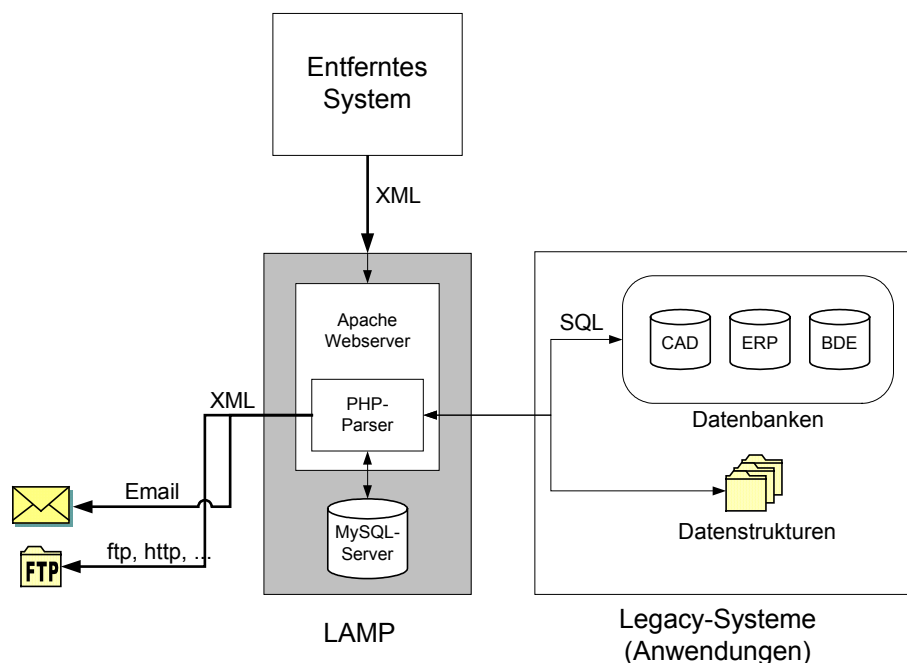 Entferntes
System
XML
Apache
Webserver
SQL
CAD
ERP
BDE
XML
PHP-
Parser
Datenbanken
Email
MySQL-
Server
Datenstrukturen
ftp, http, ...
FTP
LAMP
Legacy-Systeme
(Anwendungen)